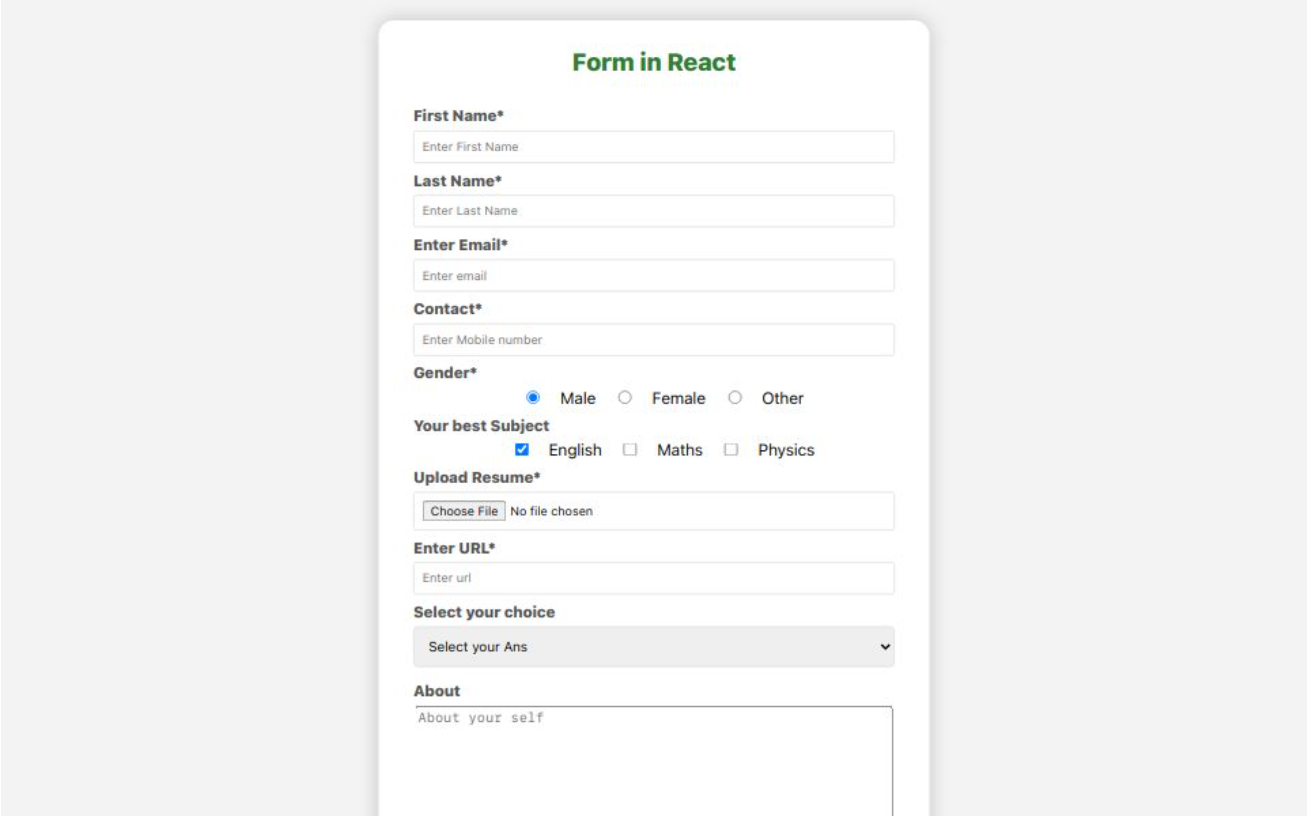 Form in React
First Name*
Enter First Name
Last Name*
Enter Last Name
Enter Email*
Enter email
Contact*
Enter Mobile number
Gender*
Male Female Other
Your best Subject
English Maths Physics
Upload Resume*
Choose File No file chosen
Enter URL*
Enter url
Select your choice
Select your Ans
About
About your self